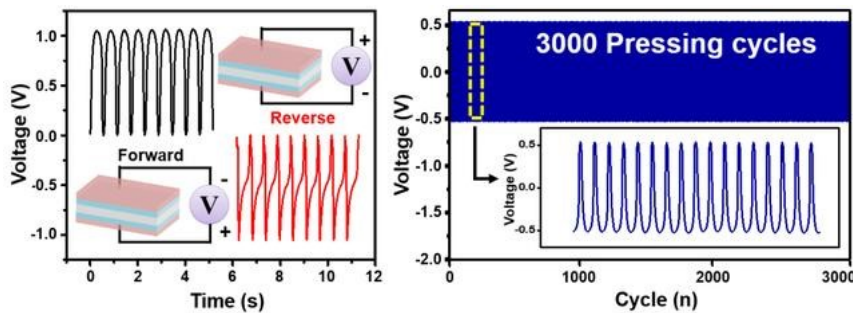 1.0
0.5
0.0
-0.5
-1.0
Voltage (V)
+
V
-
Reverse
Forward
-
V
+
0 2 4 6 8 10 12
Time (s)
0.5
0.0
-0.5
-1.0
-1.5
-2.0
Voltage (V)
3000 Pressing cycles
0.5
0.0
-0.5
Voltage (V)
0 1000 2000 3000
Cycle (n)